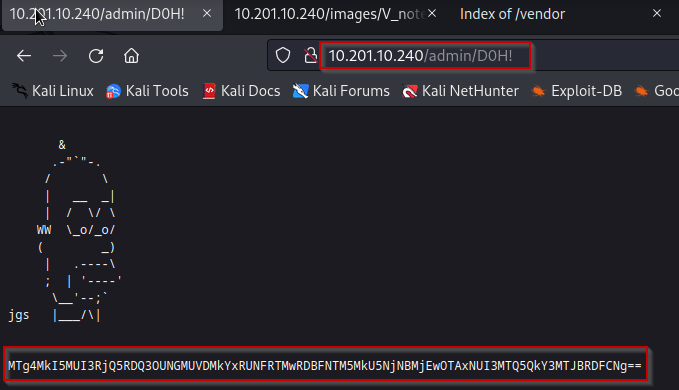 10.201.10.240/admin/D0H!
10.201.10.240/images/V_note
Index of /vendor
10.201.10.240/admin/D0H!
Kali Linux
Kali Tools
Kali Docs
Kali Forums
Kali NetHunter
Exploit-DB
Goo
&
.-"`"-.
/       \
|   __  _|
|  /  \/ \
WW  \_o/_o/
(        _)
|   .----\
;  | '----'
\__'--;`
jgs   |___/\|
MTg4MkI5MUI3RjQ5RDQ3OUNGMUVDMkYxRUNFRTMwRDBFNTM5MkU5NjNBMjEwOTAxNUI3MTQ5QkY3MTJBRDFCNg==